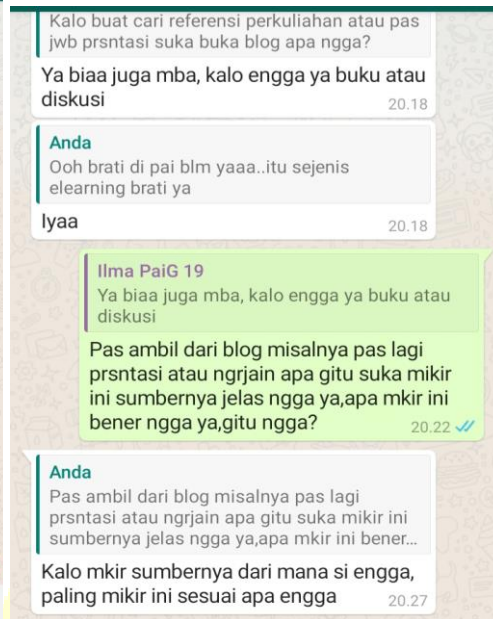 Kalo buat cari referensi perkuliahan atau pas
jwb prsntasi suka buka blog apa ngga?
Ya biaa juga mba, kalo engga ya buku atau
diskusi
20.18
Anda
Ooh brati di pai blm yaaa..itu sejenis
elearning brati ya
Iyaa
20.18
Ilma PaiG 19
Ya biaa juga mba, kalo engga ya buku atau
diskusi
Pas ambil dari blog misalnya pas lagi
prsntasi atau ngrjain apa gitu suka mikir
ini sumbernya jelas ngga ya,apa mkir ini
bener ngga ya,gitu ngga?
20.22
Anda
Pas ambil dari blog misalnya pas lagi
prsntasi atau ngrjain apa gitu suka mikir ini
sumbernya jelas ngga ya,apa mkir ini bener...
Kalo mkir sumbernya dari mana si engga,
paling mikir ini sesuai apa engga
20.27